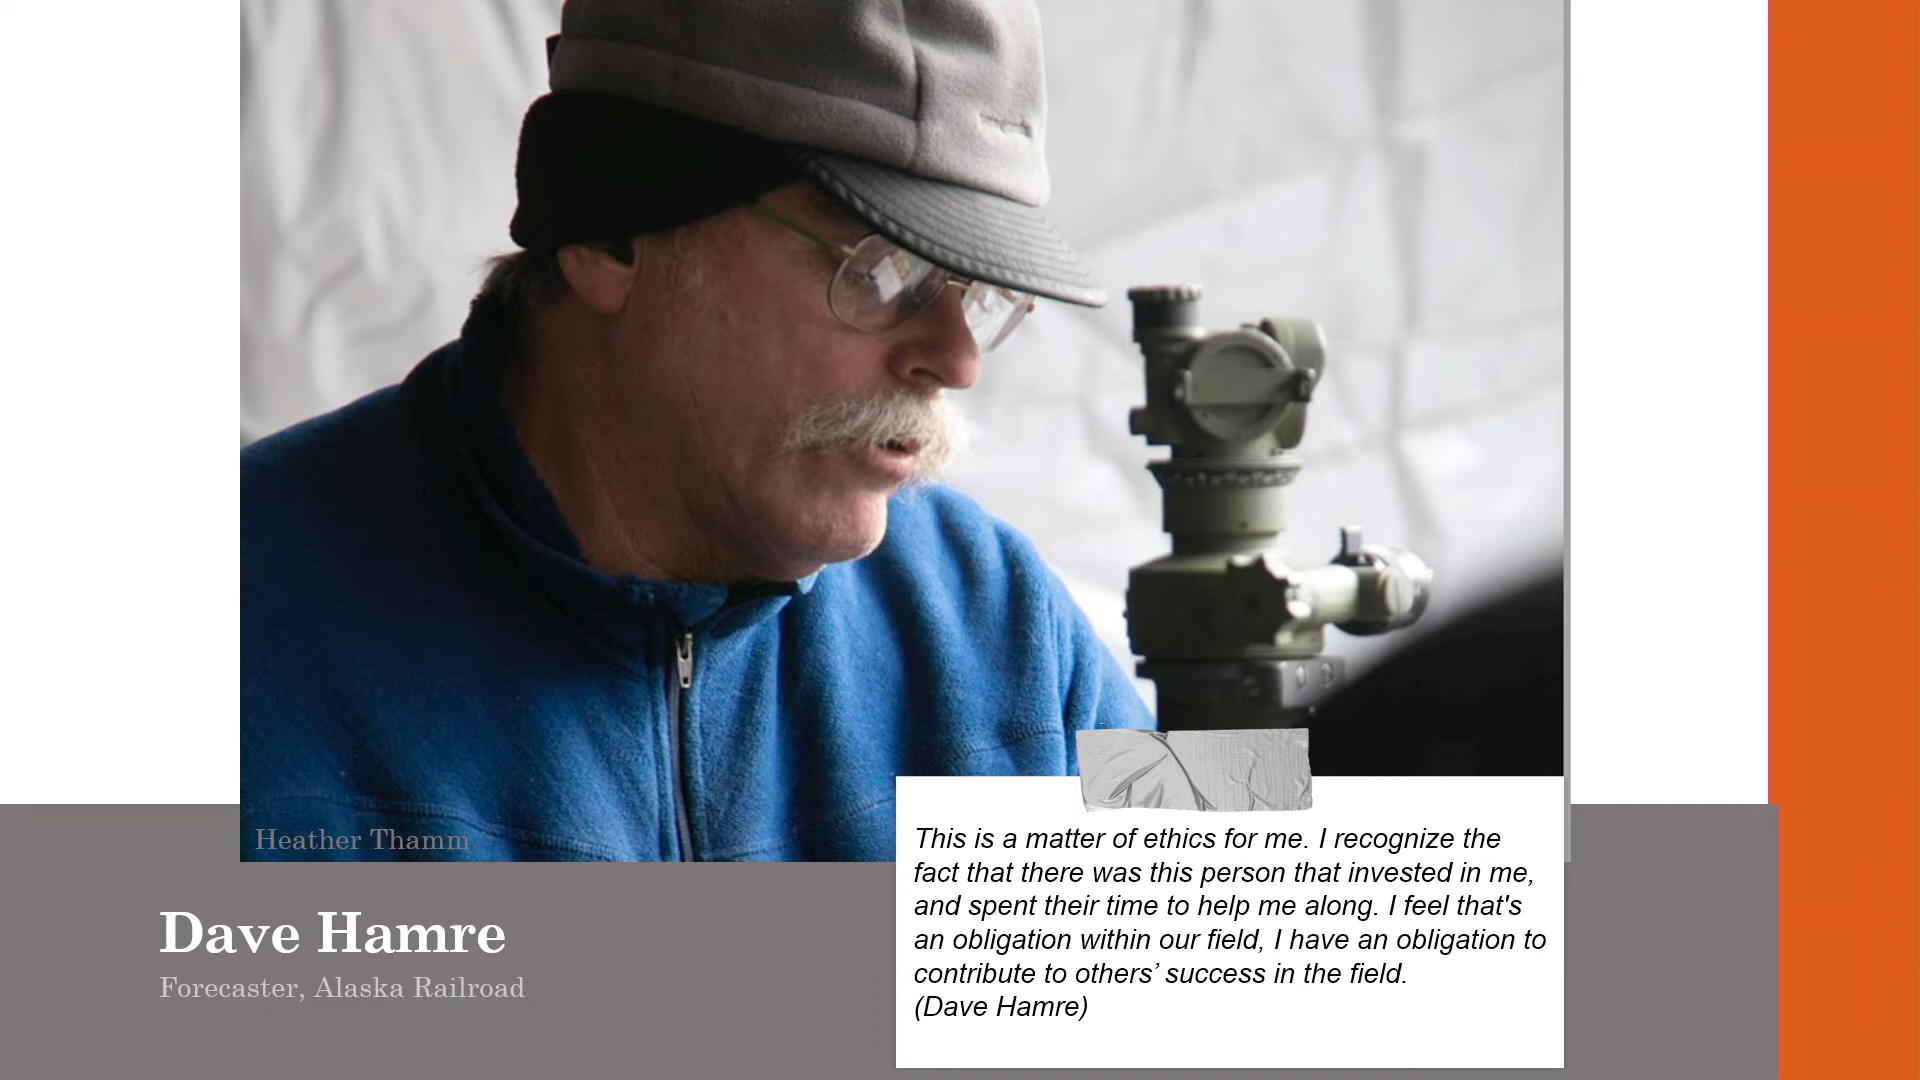 Heather Thamm
Dave Hamre
Forecaster, Alaska Railroad
This is a matter of ethics for me. I recognize the
fact that there was this person that invested in me,
and spent their time to help me along. I feel that's
an obligation within our field, I have an obligation to
contribute to others’ success in the field.
(Dave Hamre)